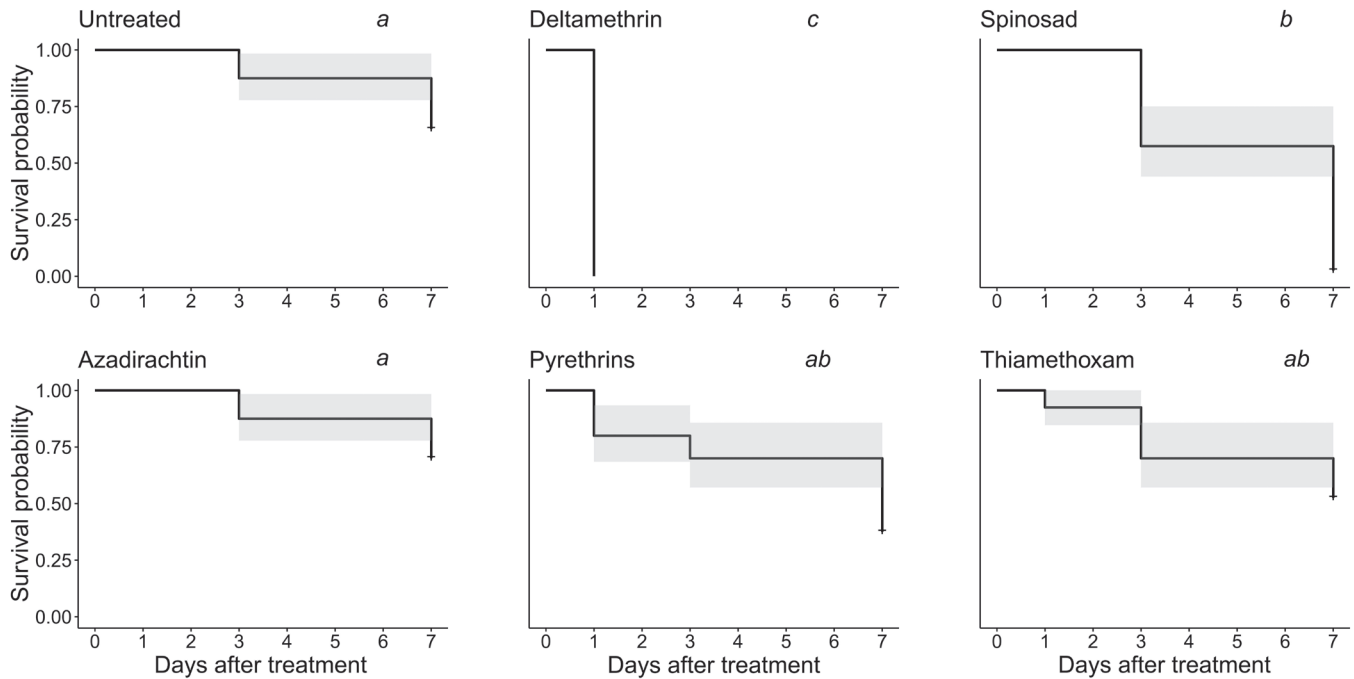 Untreated a
Deltamethrin c
Spinosad b
Survival probability
1.00
0.75
0.50
0.25
0.00
0 1 2 3 4 5 6 7
0 1 2 3 4 5 6 7
0 1 2 3 4 5 6 7
Azadirachtin a
Pyrethrins ab
Thiamethoxam ab
Survival probability
1.00
0.75
0.50
0.25
0.00
0 1 2 3 4 5 6 7
0 1 2 3 4 5 6 7
0 1 2 3 4 5 6 7
Days after treatment
Days after treatment
Days after treatment